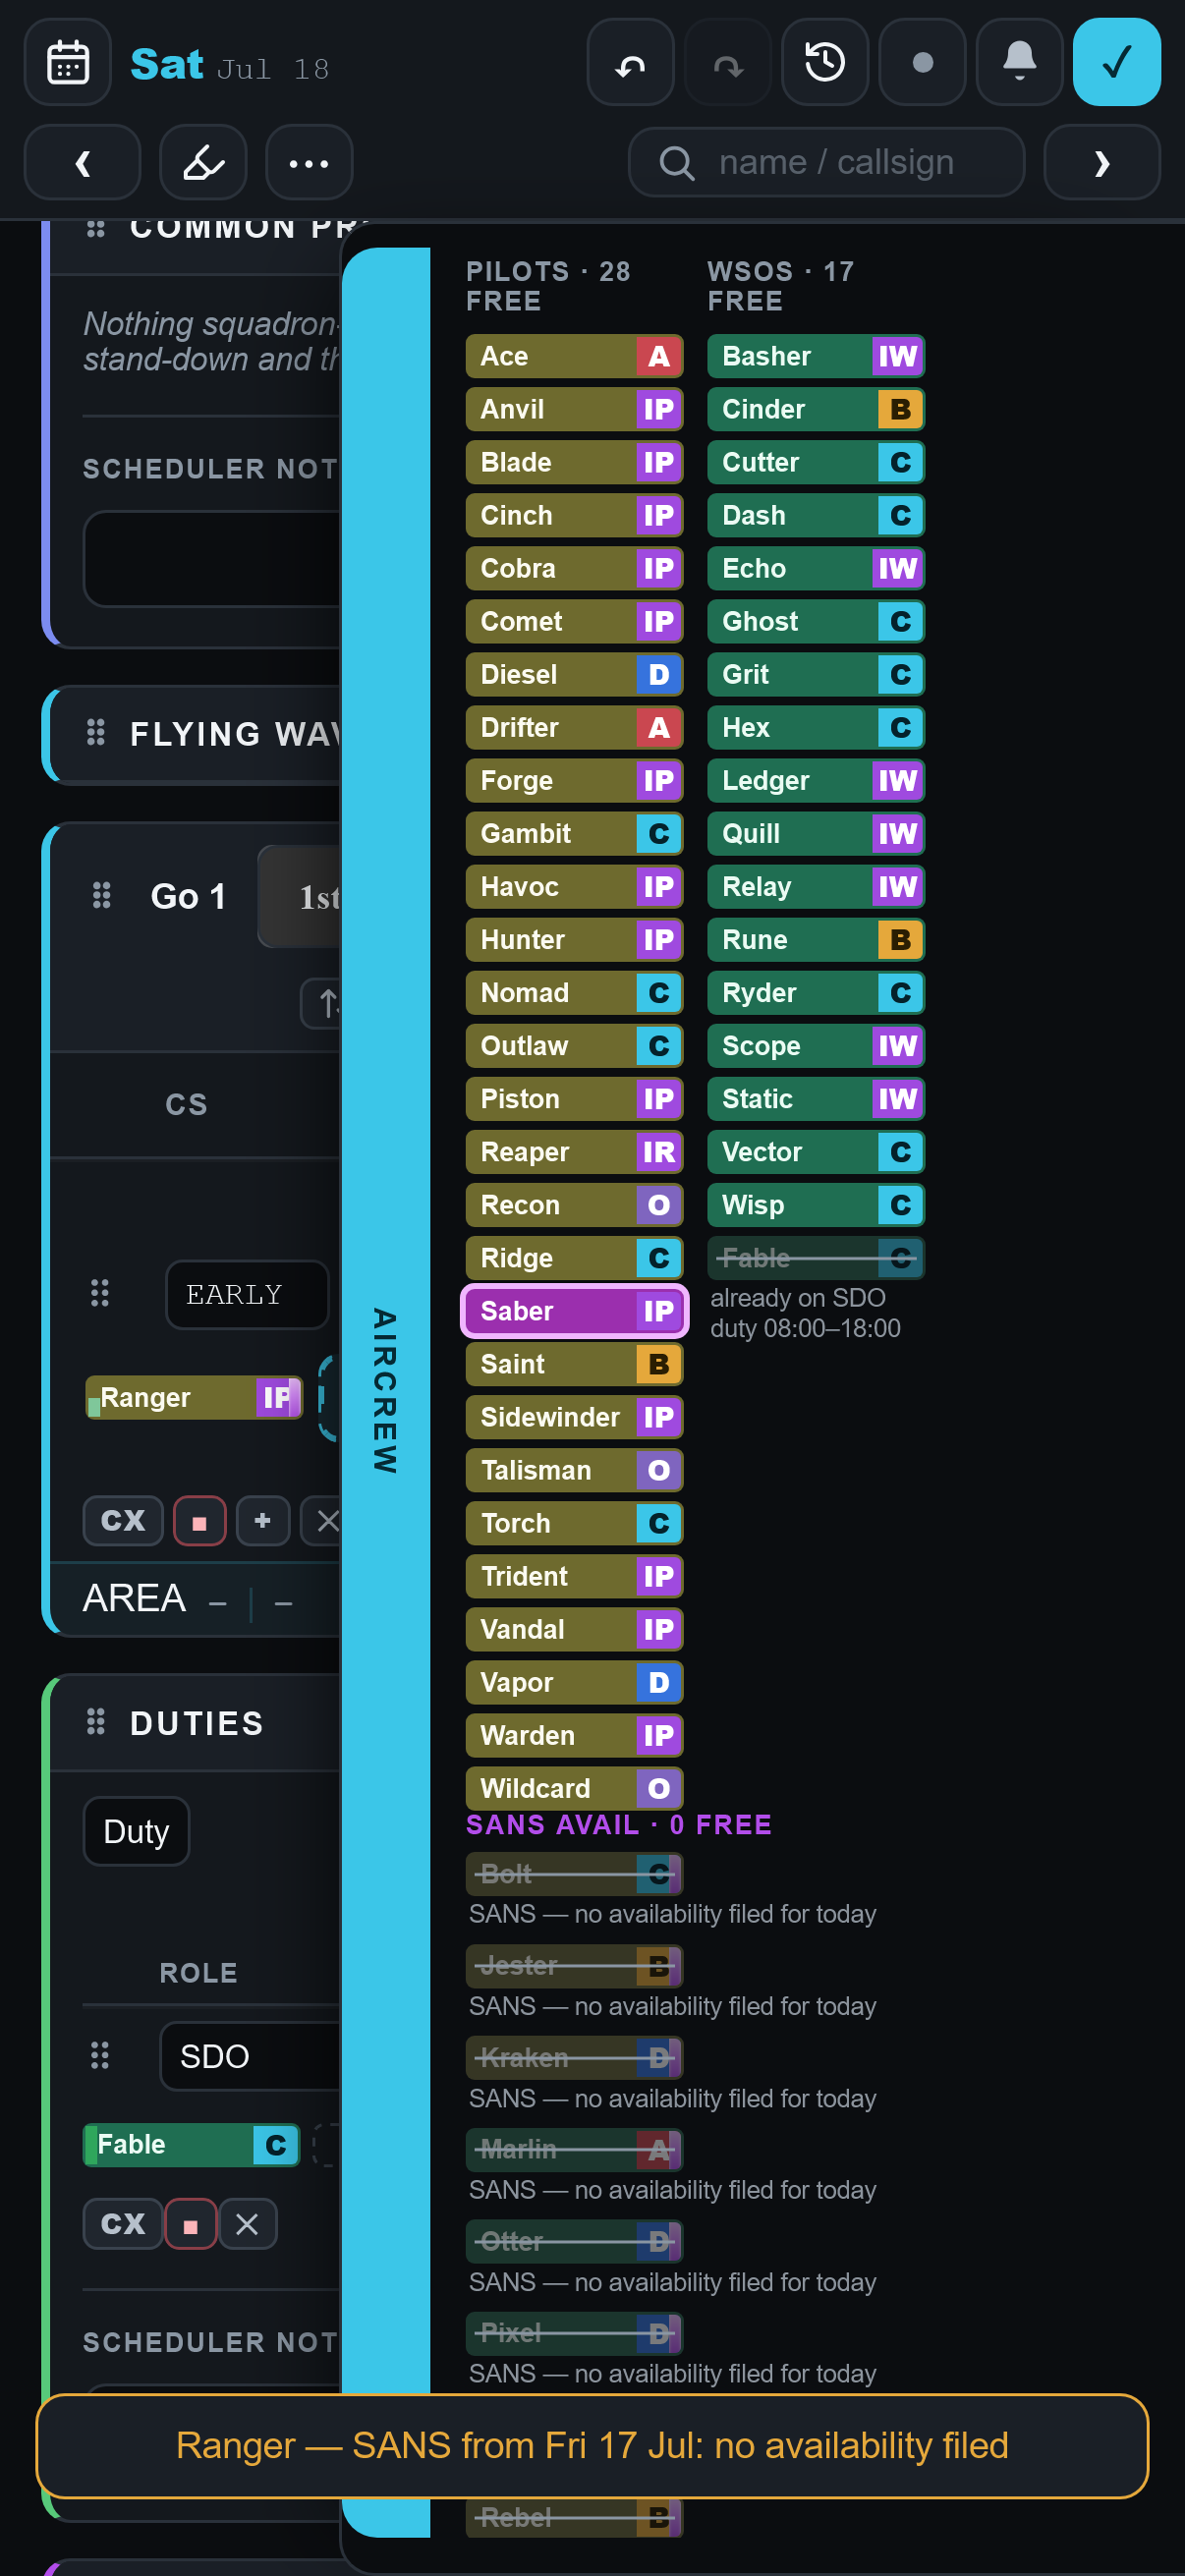 Sat Jul 18
name / callsign
COMMON PR
Nothing squadron-
stand-down and th
SCHEDULER NOT
FLYING WAV
Go 1
1st
CS
EARLY
Ranger IP
CX
AREA – | –
DUTIES
Duty
ROLE
SDO
Fable C
CX
SCHEDULER NOT
AIRCREW
PILOTS · 28
FREE
Ace A
Anvil IP
Blade IP
Cinch IP
Cobra IP
Comet IP
Diesel D
Drifter A
Forge IP
Gambit C
Havoc IP
Hunter IP
Nomad C
Outlaw C
Piston IP
Reaper IR
Recon O
Ridge C
Saber IP
Saint B
Sidewinder IP
Talisman O
Torch C
Trident IP
Vandal IP
Vapor D
Warden IP
Wildcard O
WSOS · 17
FREE
Basher IW
Cinder B
Cutter C
Dash C
Echo IW
Ghost C
Grit C
Hex C
Ledger IW
Quill IW
Relay IW
Rune B
Ryder C
Scope IW
Static IW
Vector C
Wisp C
Fable C
already on SDO
duty 08:00–18:00
SANS AVAIL · 0 FREE
Bolt C
SANS — no availability filed for today
Jester B
SANS — no availability filed for today
Kraken D
SANS — no availability filed for today
Marlin A
SANS — no availability filed for today
Otter D
SANS — no availability filed for today
Pixel D
SANS — no availability filed for today
Ranger — SANS from Fri 17 Jul: no availability filed
Rebel B